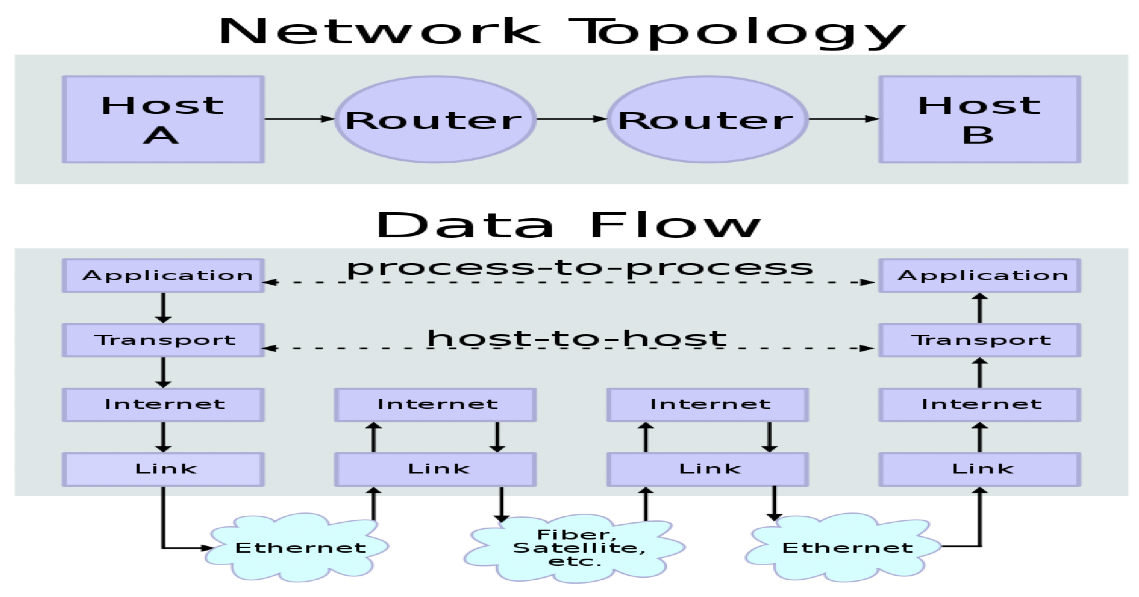 Network Topology
Host
A
Router
Router
Host
B
Data Flow
Application
process-to-process
Application
Transport
host-to-host
Transport
Internet
Internet
Internet
Internet
Link
Link
Link
Link
Ethernet
Fiber,
Satellite,
etc.
Ethernet